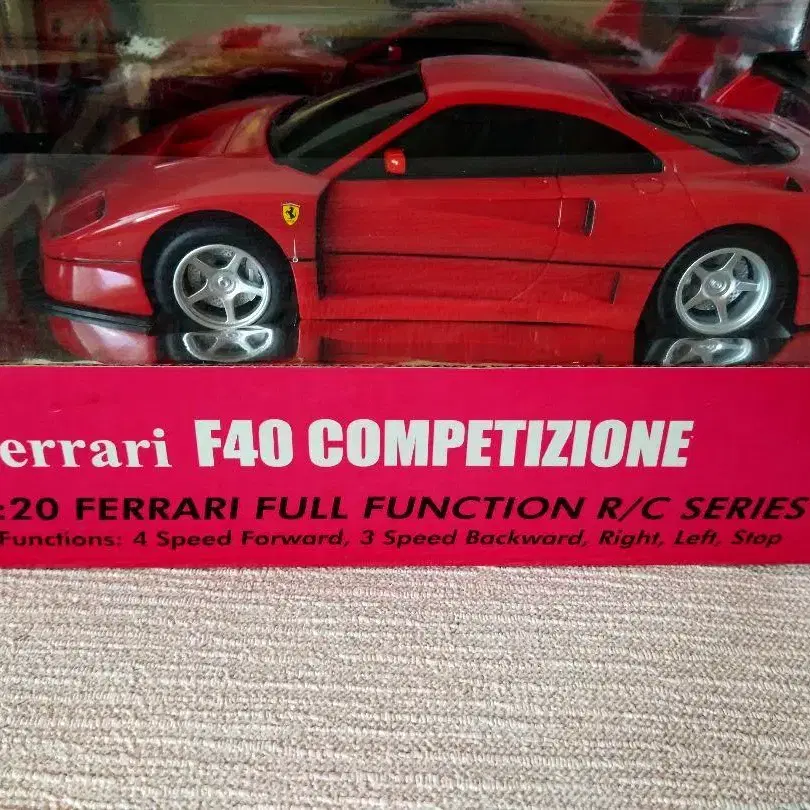 errari F40 COMPETIZIONE
:20 FERRARI FULL FUNCTION R/C SERIES
Functions: 4 Speed Forward, 3 Speed Backward, Right, Left, Stop